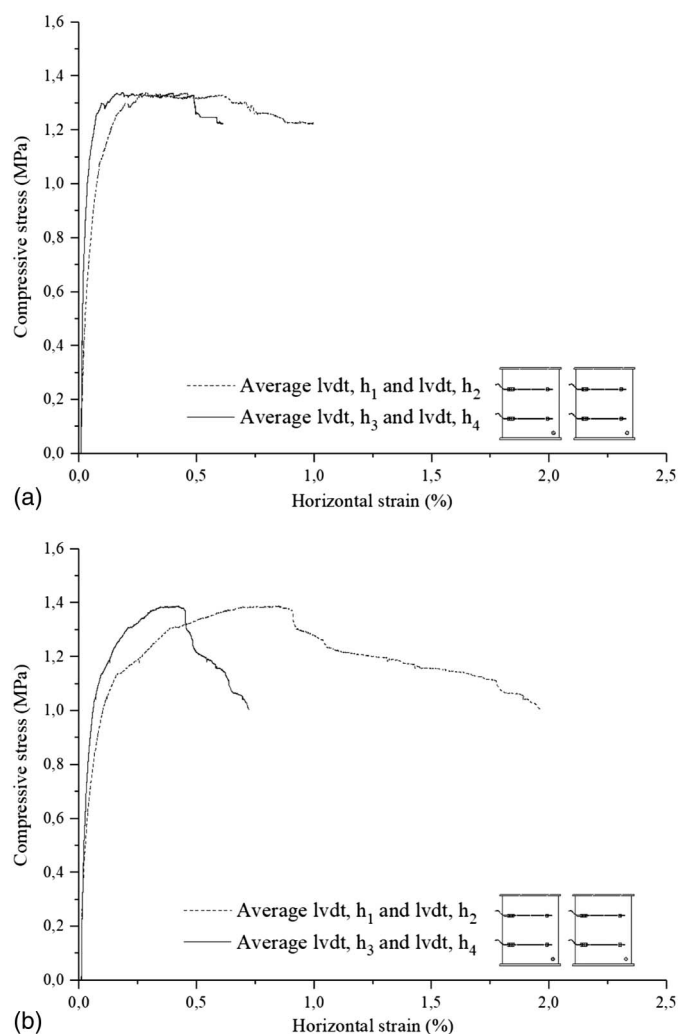 1,6
1,4
1,2
1,0
0,8
0,6
0,4
0,2
0,0
Compressive stress (MPa)
Average lvdt, h1 and lvdt, h2
Average lvdt, h3 and lvdt, h4
0,0 0,5 1,0 1,5 2,0 2,5
Horizontal strain (%)
(a)
1,6
1,4
1,2
1,0
0,8
0,6
0,4
0,2
0,0
Compressive stress (MPa)
Average lvdt, h1 and lvdt, h2
Average lvdt, h3 and lvdt, h4
0,0 0,5 1,0 1,5 2,0 2,5
Horizontal strain (%)
(b)